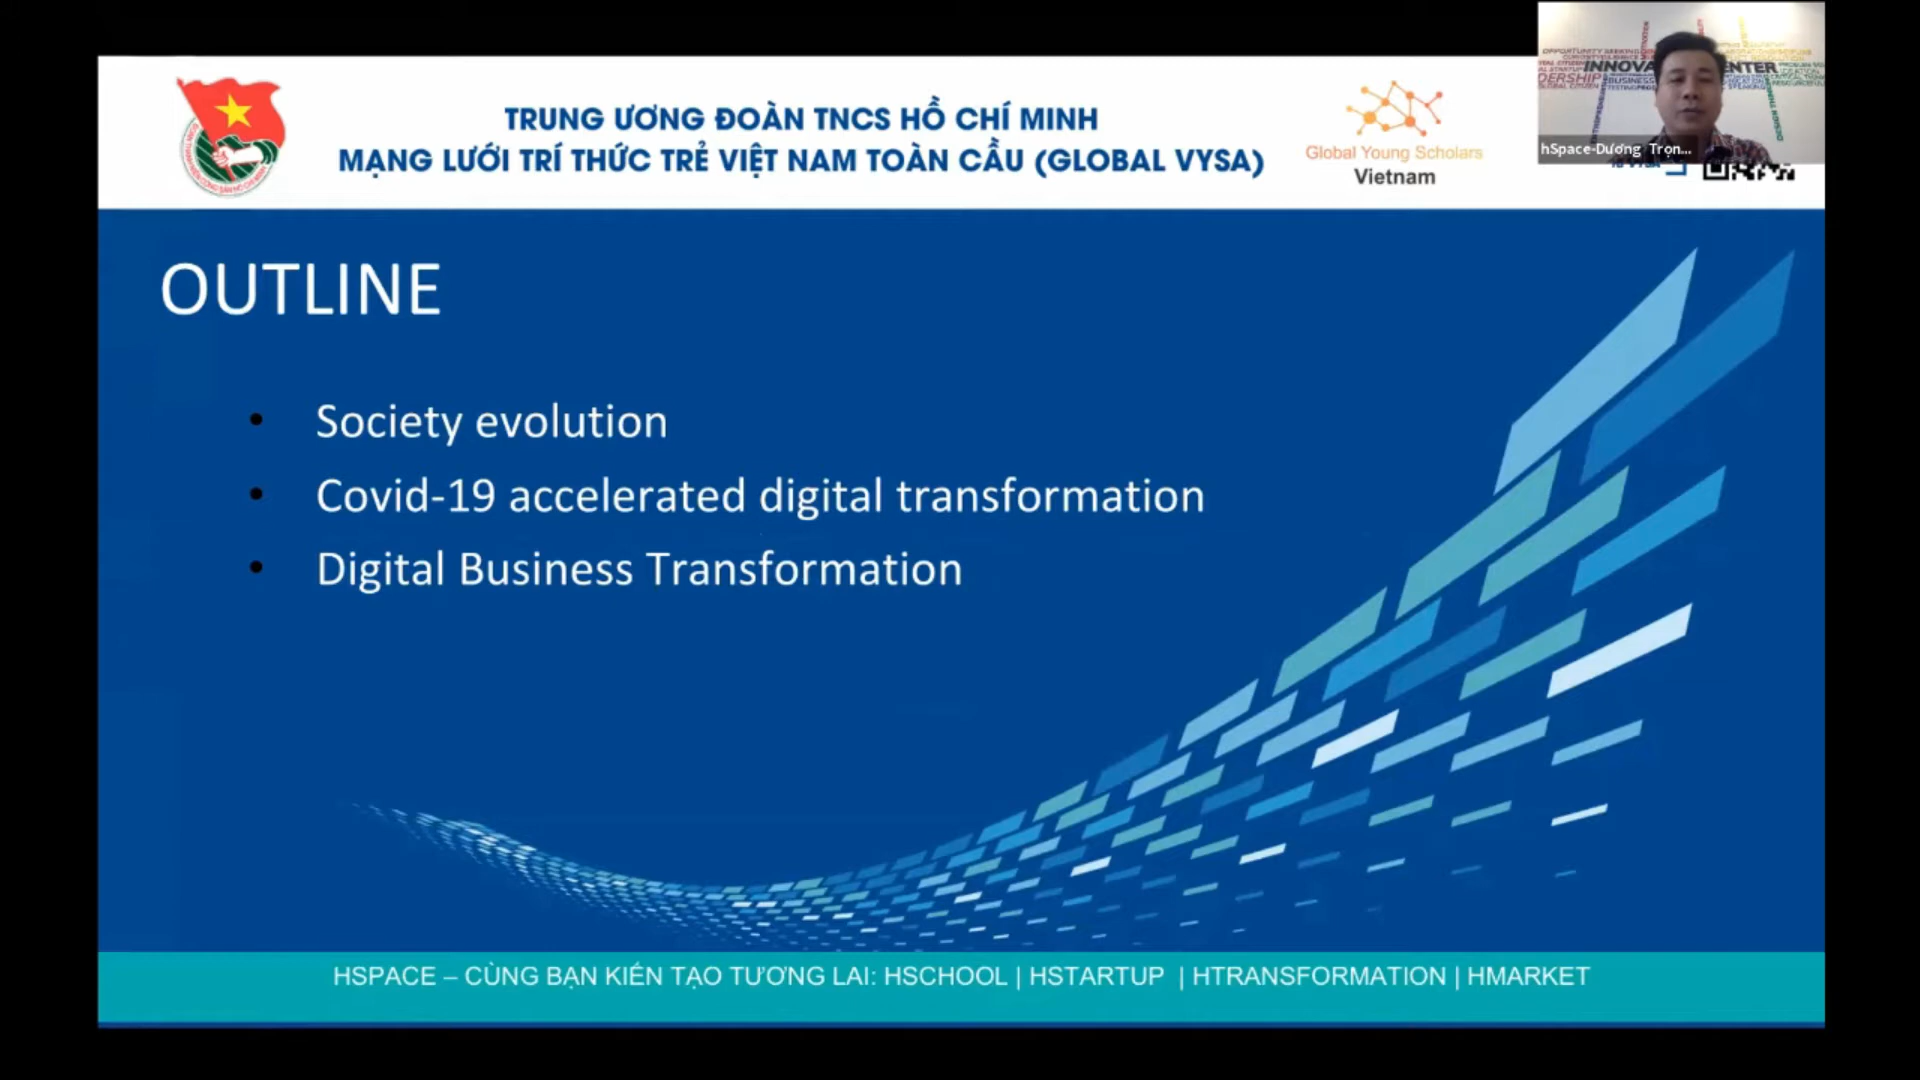 TRUNG ƯƠNG ĐOÀN TNCS HỒ CHÍ MINH
MẠNG LƯỚI TRÍ THỨC TRẺ VIỆT NAM TOÀN CẦU (GLOBAL VYSA)
Global Young Scholars
Vietnam
hSpace-Dương Trọn...
OUTLINE
• Society evolution
• Covid-19 accelerated digital transformation
• Digital Business Transformation
HSPACE – CÙNG BẠN KIẾN TẠO TƯƠNG LAI: HSCHOOL | HSTARTUP | HTRANSFORMATION | HMARKET